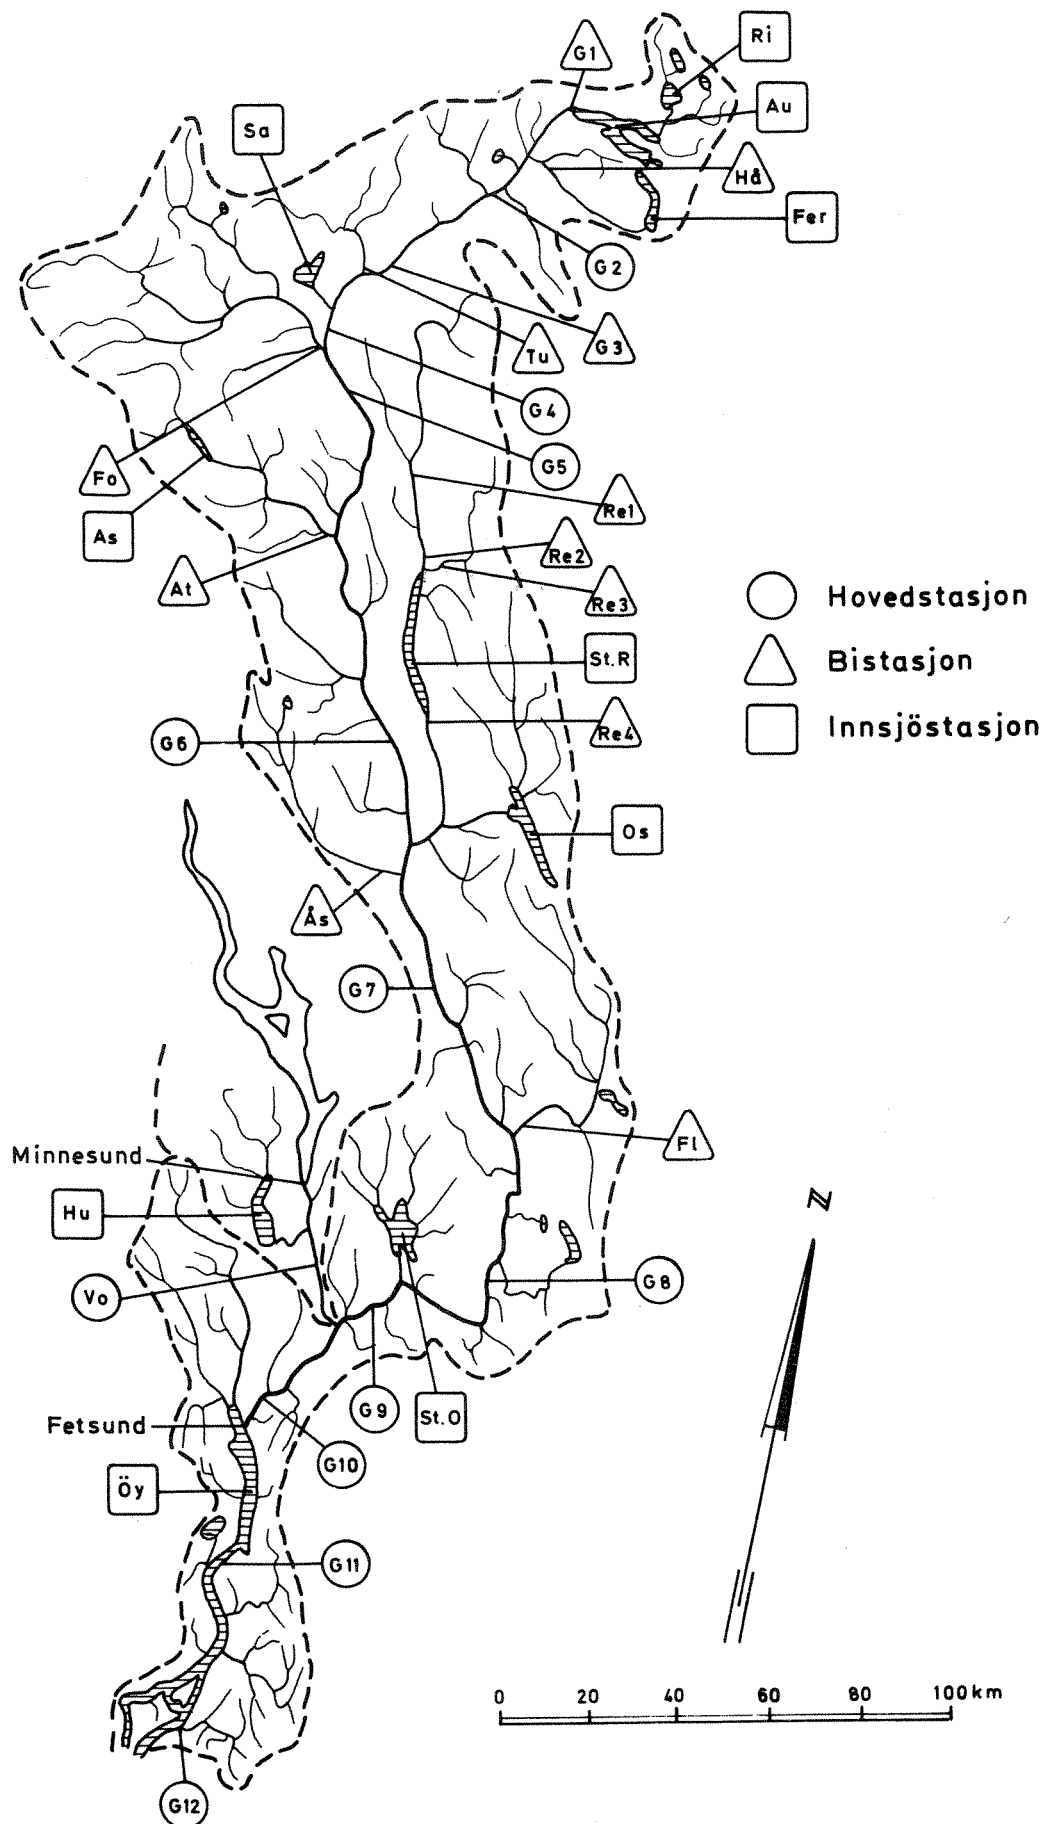 Ri
G1
Au
Sa
Hå
Fer
G2
G3
Tu
G4
G5
Fo
Re1
As
Re2
At
Re3
Hovedstasjon
St.R
Bistasjon
Re4
Innsjöstasjon
G6
Os
Ås
G7
Fl
Minnesund
N
Hu
G8
Vo
G9
St.O
Fetsund
G10
Öy
G11
0 20 40 60 80 100 km
G12